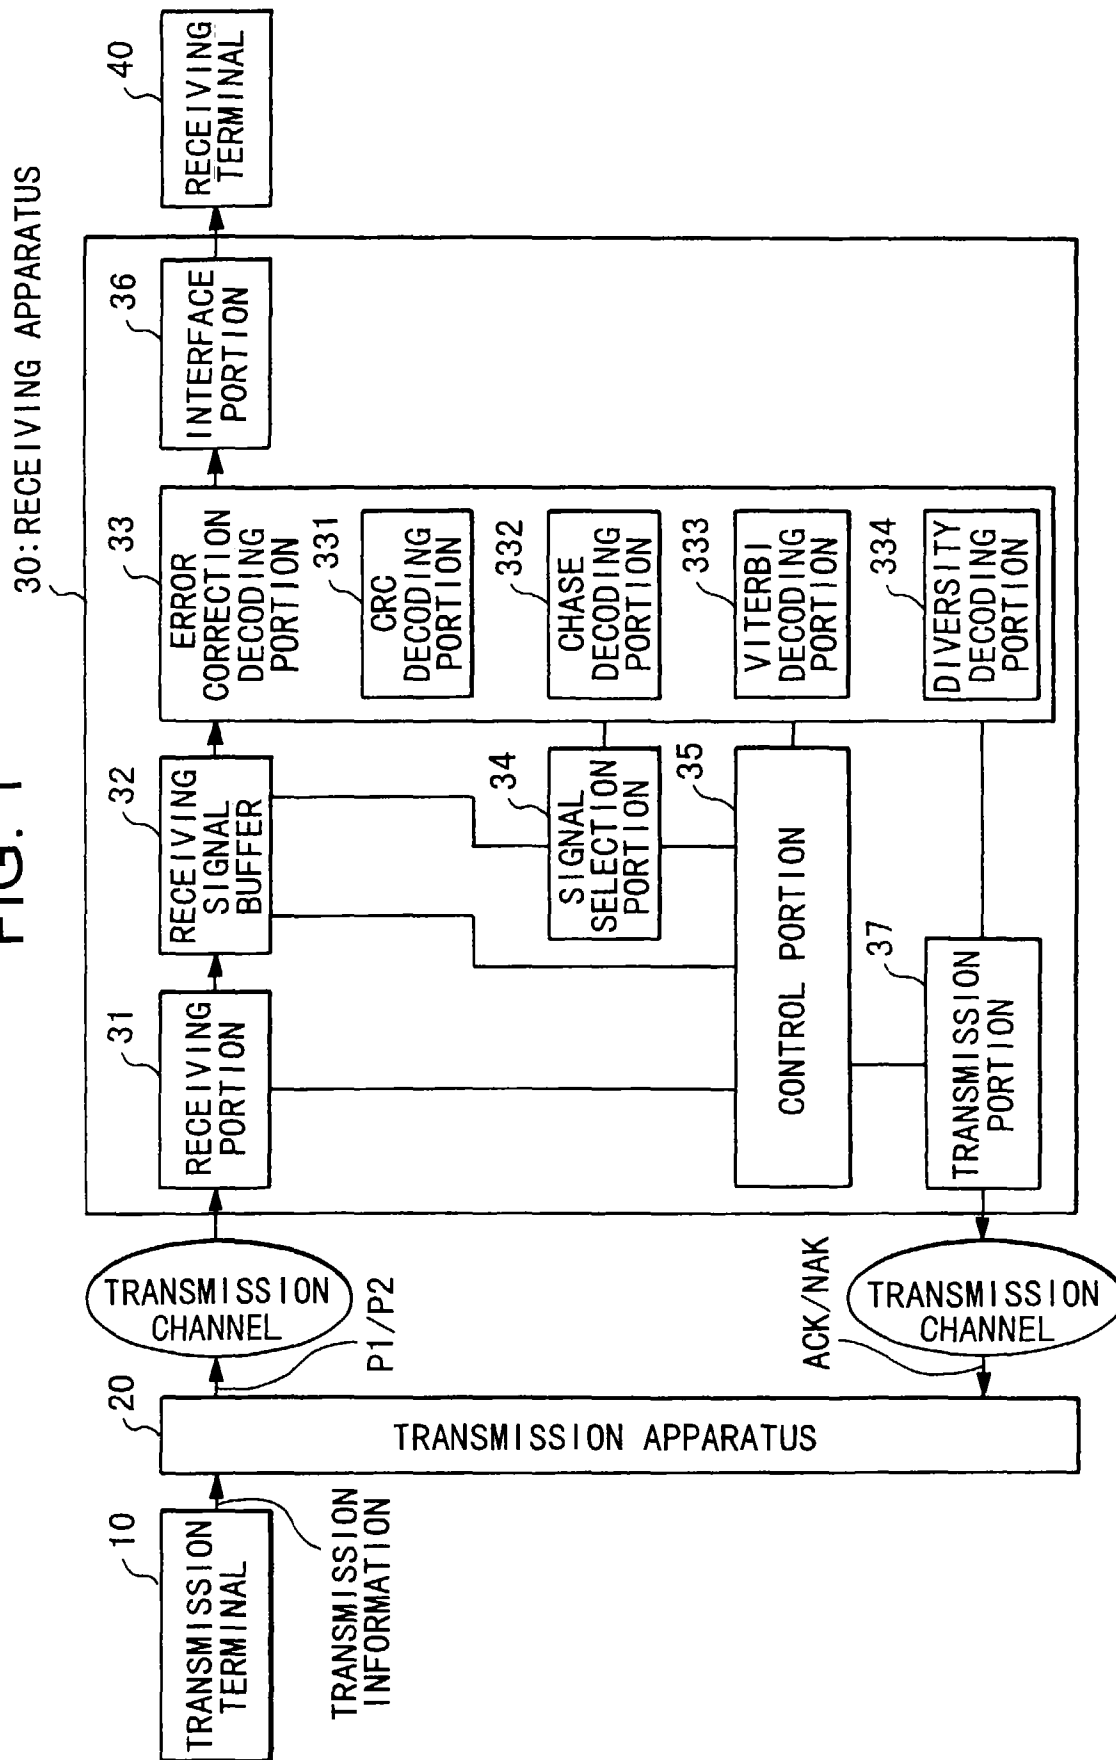 FIG. 1
30:RECEIVING APPARATUS
10
TRANSMISSION
TERMINAL
TRANSMISSION
INFORMATION
20
TRANSMISSION APPARATUS
P1/P2
TRANSMISSION
CHANNEL
31
RECEIVING
PORTION
32
RECEIVING
SIGNAL
BUFFER
33
ERROR
CORRECTION
DECODING
PORTION
331
CRC
DECODING
PORTION
332
CHASE
DECODING
PORTION
333
VITERBI
DECODING
PORTION
334
DIVERSITY
DECODING
PORTION
36
INTERFACE
PORTION
40
RECEIVING
TERMINAL
34
SIGNAL
SELECTION
PORTION
35
CONTROL PORTION
37
TRANSMISSION
PORTION
ACK/NAK
TRANSMISSION
CHANNEL